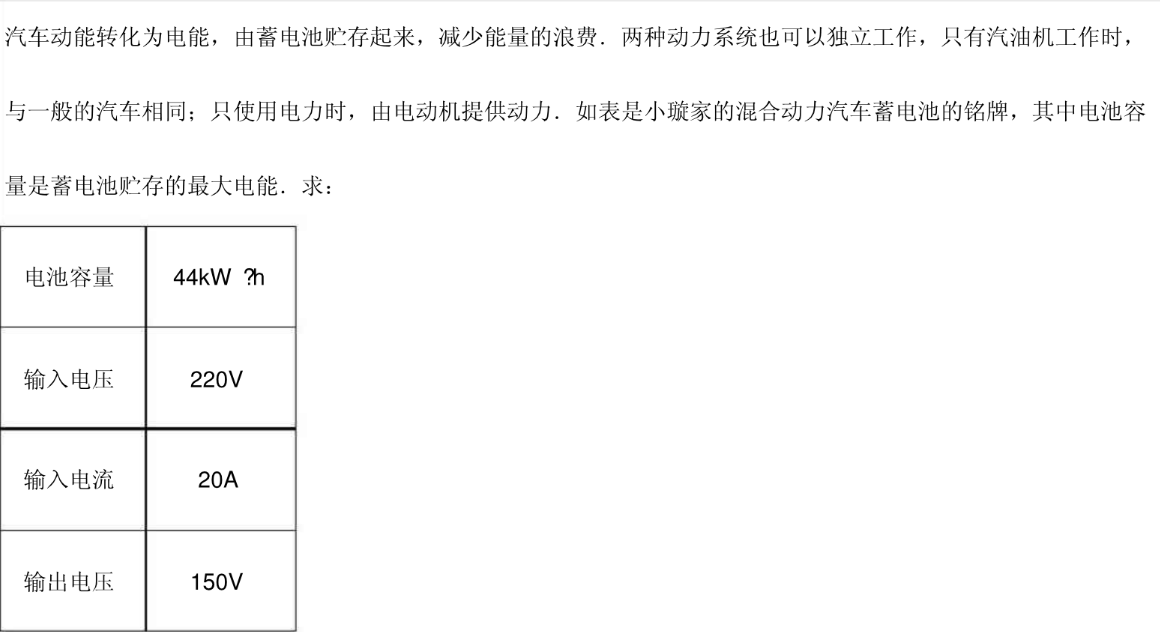 汽车动能转化为电能，由蓄电池贮存起来，减少能量的浪费．两种动力系统也可以独立工作，只有汽油机工作时，
与一般的汽车相同；只使用电力时，由电动机提供动力．如表是小璇家的混合动力汽车蓄电池的铭牌，其中电池容
量是蓄电池贮存的最大电能．求：
电池容量 44kW ?h
输入电压 220V
输入电流 20A
输出电压 150V